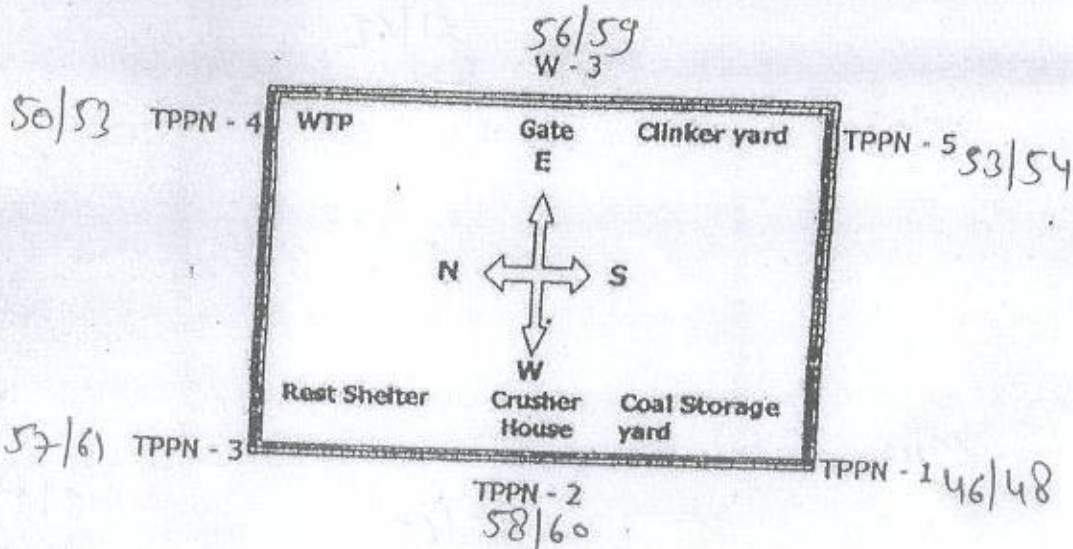 56/59
W - 3
50/53 TPPN - 4 WTP Gate Clinker yard TPPN - 5 53/54
E
N S
W
Rest Shelter Crusher House Coal Storage yard
57/61 TPPN - 3 TPPN - 1 46/48
TPPN - 2
58/60